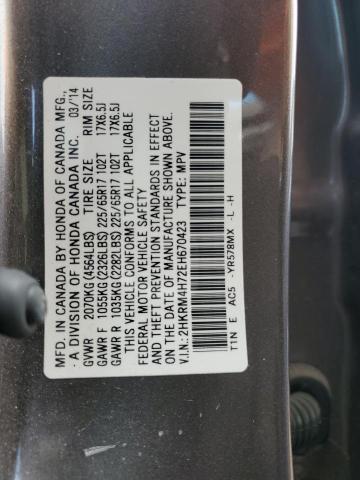 MFD. IN CANADA BY HONDA OF CANADA MFG.,
- A DIVISION OF HONDA CANADA INC. 03/'14
GVWR 2070KG (4564LBS) TIRE SIZE RIM SIZE
GAWR F 1055KG (2326LBS) 225/65R17 102T 17X6.5J
GAWR R 1035KG (2282LBS) 225/65R17 102T 17X6.5J
THIS VEHICLE CONFORMS TO ALL APPLICABLE
FEDERAL MOTOR VEHICLE SAFETY
AND THEFT PREVENTION STANDARDS IN EFFECT
ON THE DATE OF MANUFACTURE SHOWN ABOVE.
V.I.N.: 2HKRM4H72EH670423 TYPE: MPV
T1N E AC5 -YR578MX -L -H